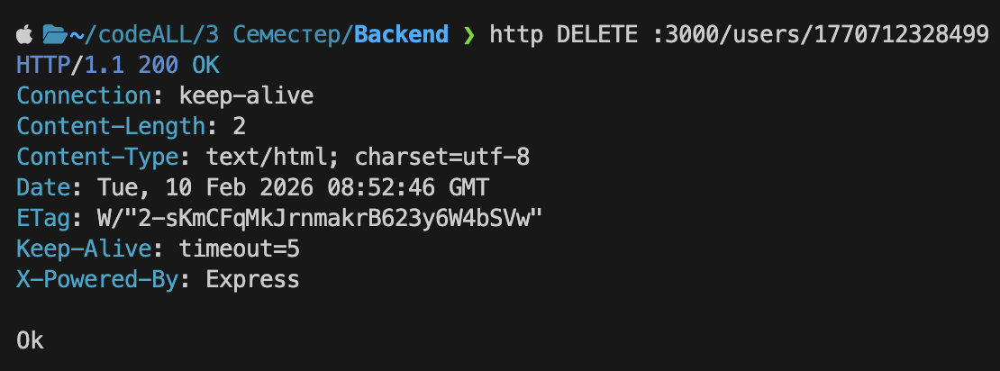 ~/codeALL/3 Семестер/Backend ❯ http DELETE :3000/users/1770712328499
HTTP/1.1 200 OK
Connection: keep-alive
Content-Length: 2
Content-Type: text/html; charset=utf-8
Date: Tue, 10 Feb 2026 08:52:46 GMT
ETag: W/"2-sKmCFqMkJrnmakrB623y6W4bSVw"
Keep-Alive: timeout=5
X-Powered-By: Express
Ok